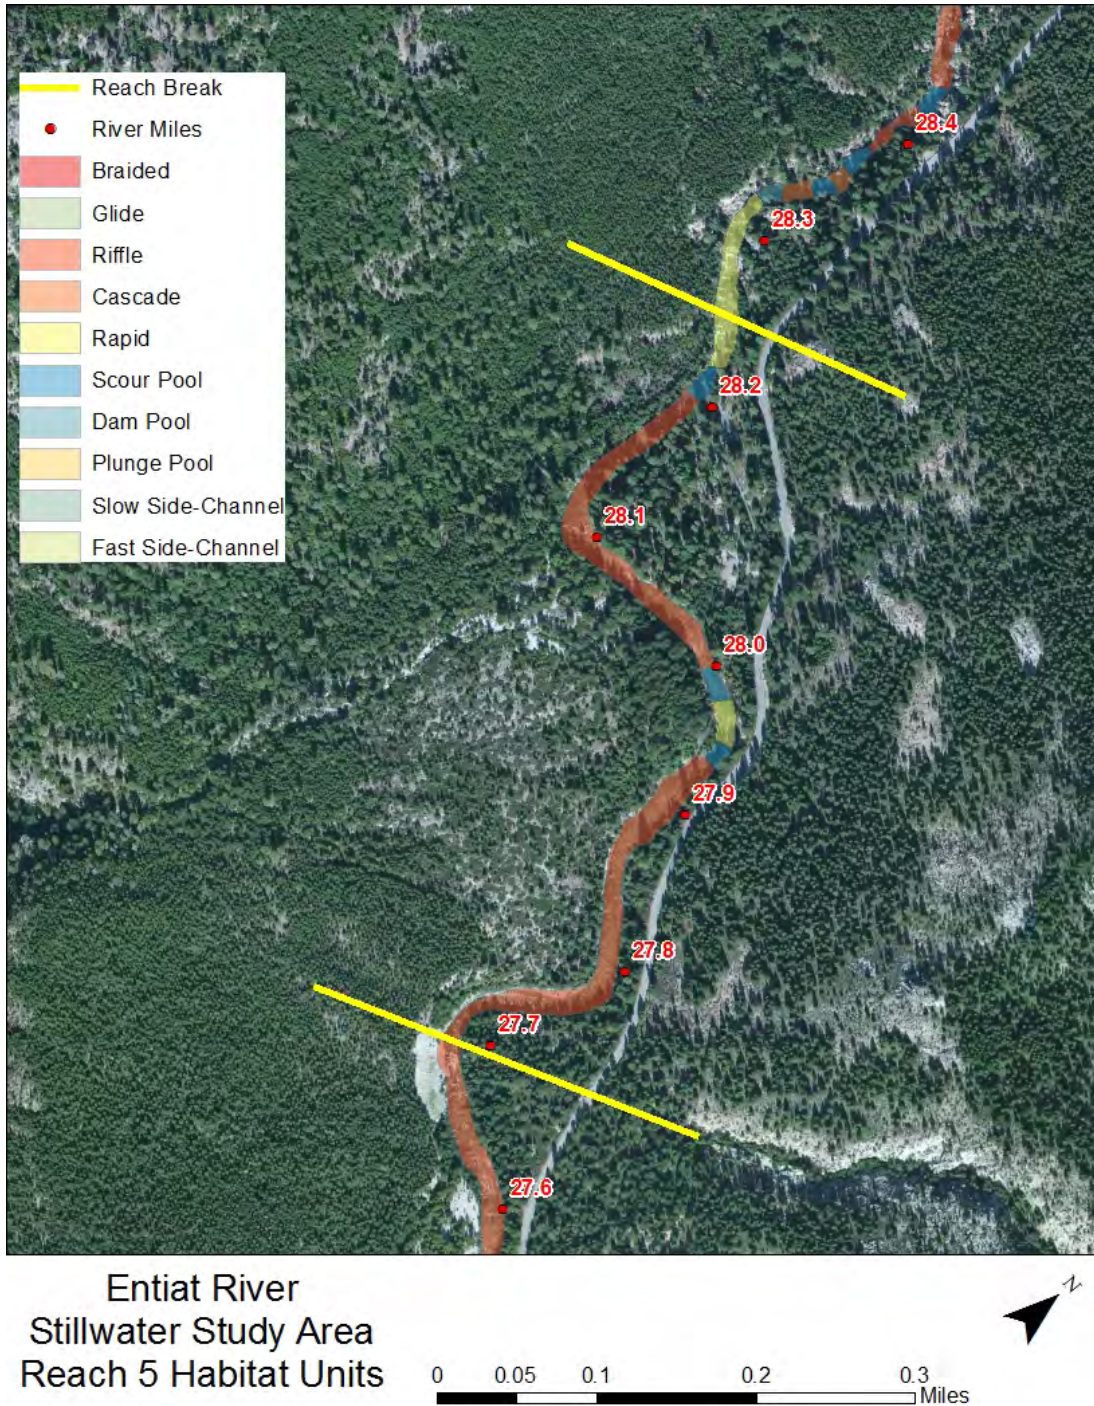 Reach Break
River Miles
Braided
Glide
Riffle
Cascade
Rapid
Scour Pool
Dam Pool
Plunge Pool
Slow Side-Channel
Fast Side-Channel
28.4
28.3
28.2
28.1
28.0
27.9
27.8
27.7
27.6
Entiat River
Stillwater Study Area
Reach 5 Habitat Units
N
0 0.05 0.1 0.2 0.3
Miles